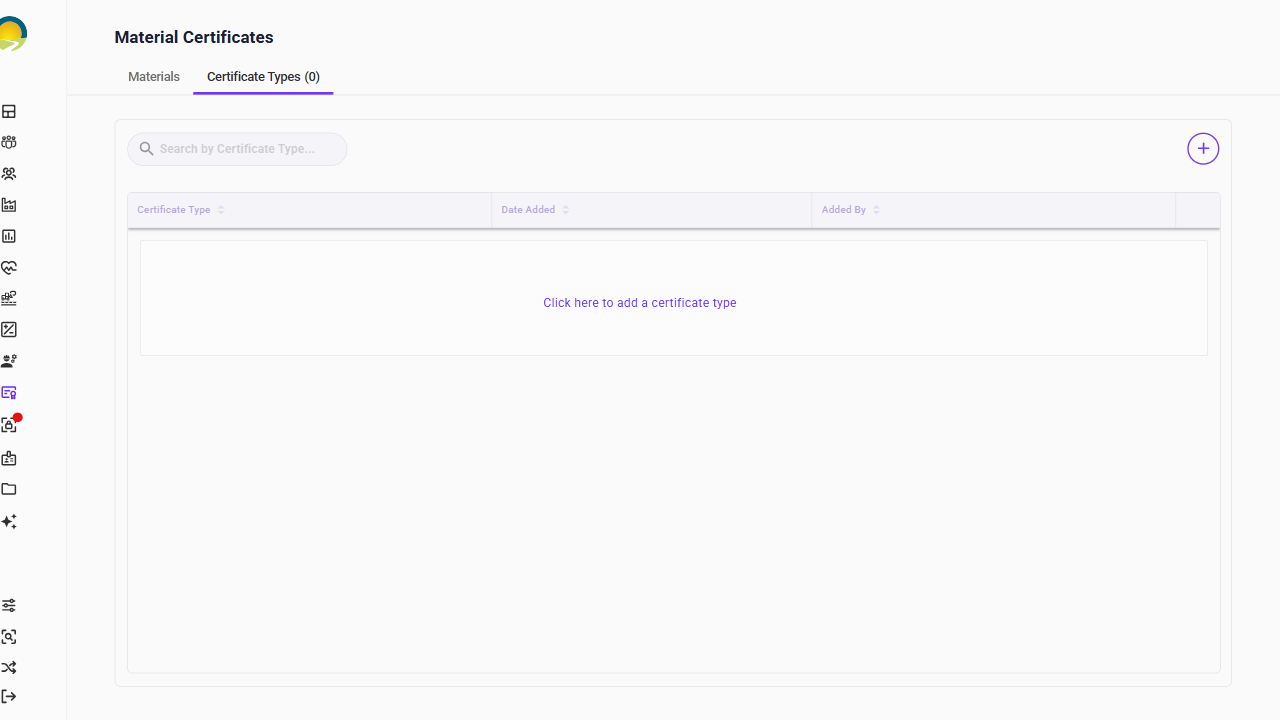 Material Certificates
Materials
Certificate Types (0)
Search by Certificate Type...
Certificate Type
Date Added
Added By
Click here to add a certificate type